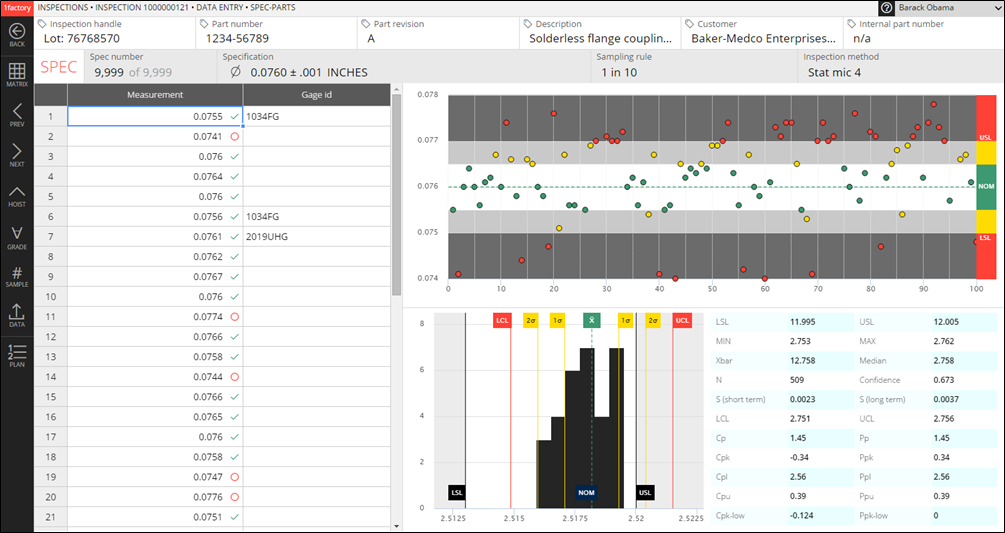 1factory INSPECTIONS • INSPECTION 1000000121 • DATA ENTRY • SPEC-PARTS Barack Obama
Inspection handle Part number Part revision Description Customer Internal part number
Lot: 76768570 1234-56789 A Solderless flange couplin... Baker-Medco Enterprises... n/a
SPEC
Spec number Specification Sampling rule Inspection method
9,999 of 9,999 0.0760 ± .001 INCHES 1 in 10 Stat mic 4
BACK
MATRIX
PREV
NEXT
HOIST
GRADE
SAMPLE
DATA
PLAN
Measurement Gage id
1 0.0755 1034FG
2 0.0741
3 0.076
4 0.0764
5 0.076
6 0.0756 1034FG
7 0.0761 2019UHG
8 0.0762
9 0.0767
10 0.076
11 0.0774
12 0.0766
13 0.0758
14 0.0744
15 0.0766
16 0.0765
17 0.076
18 0.0758
19 0.0747
20 0.0776
21 0.0751
0.078
0.077
0.076
0.075
0.074
USL
NOM
LSL
0 10 20 30 40 50 60 70 80 90 100
8
6
4
2
0
LCL 2σ 1σ X̄ 1σ 2σ UCL
LSL NOM USL
2.5125 2.515 2.5175 2.52 2.5225
LSL 11.995 USL 12.005
MIN 2.753 MAX 2.762
Xbar 12.758 Median 2.758
N 509 Confidence 0.673
S (short term) 0.0023 S (long term) 0.0037
LCL 2.751 UCL 2.756
Cp 1.45 Pp 1.45
Cpk -0.34 Ppk 0.34
Cpl 2.56 Ppl 2.56
Cpu 0.39 Ppu 0.39
Cpk-low -0.124 Ppk-low 0